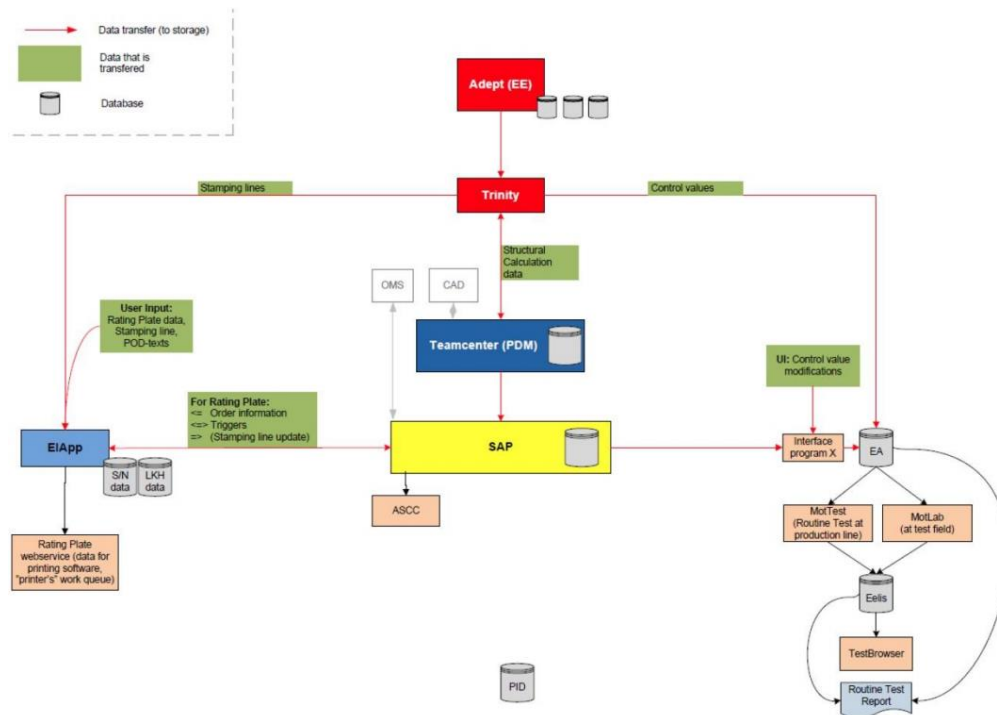 Data transfer (to storage)
Data that is
transfered
Database
Adept (EE)
Stamping lines
Trinity
Control values
Structural
Calculation
data
OMS
CAD
User Input:
Rating Plate data,
Stamping line,
POD-texts
Teamcenter (PDM)
UI: Control value
modifications
For Rating Plate:
<= Order information
<=> Triggers
=> (Stamping line update)
EIApp
SAP
Interface
program X
EA
S/N
data
LKH
data
ASCC
MotTest
(Routine Test at
production line)
MotLab
(at test field)
Rating Plate
webservice (data for
printing software,
"printer's" work queue)
Eelis
TestBrowser
PID
Routine Test
Report